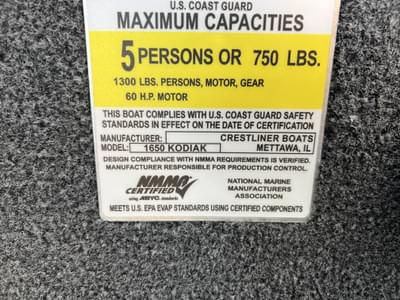 U.S. COAST GUARD
MAXIMUM CAPACITIES
5 PERSONS OR 750 LBS.
1300 LBS. PERSONS, MOTOR, GEAR
60 H.P. MOTOR
THIS BOAT COMPLIES WITH U.S. COAST GUARD SAFETY
STANDARDS IN EFFECT ON THE DATE OF CERTIFICATION
MANUFACTURER: CRESTLINER BOATS
MODEL: 1650 KODIAK METTAWA, IL
DESIGN COMPLIANCE WITH NMMA REQUIREMENTS IS VERIFIED.
MANUFACTURER RESPONSIBLE FOR PRODUCTION CONTROL.
NMMA
CERTIFIED
using ABYC standards
NATIONAL MARINE
MANUFACTURERS
ASSOCIATION
MEETS U.S. EPA EVAP STANDARDS USING CERTIFIED COMPONENTS